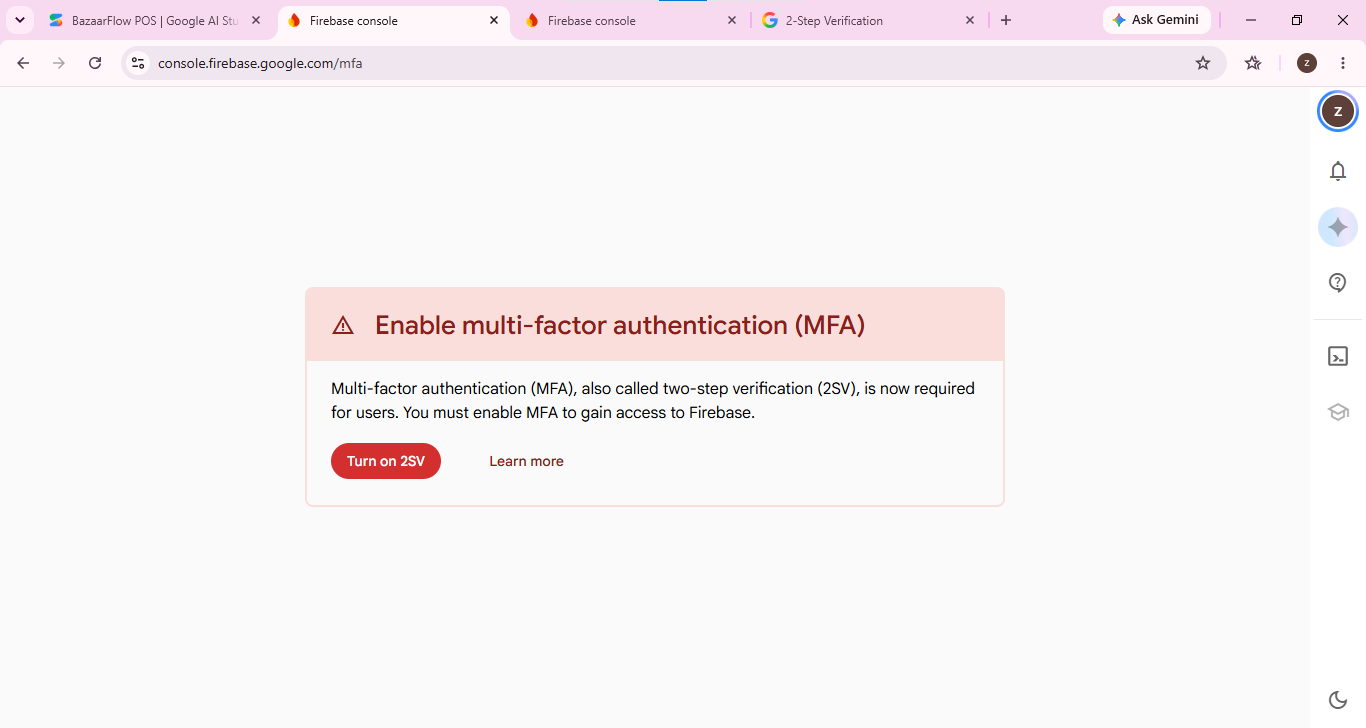 BazaarFlow POS | Google AI Stu
Firebase console
Firebase console
2-Step Verification
Ask Gemini
console.firebase.google.com/mfa
z
z
Enable multi-factor authentication (MFA)
Multi-factor authentication (MFA), also called two-step verification (2SV), is now required
for users. You must enable MFA to gain access to Firebase.
Turn on 2SV
Learn more